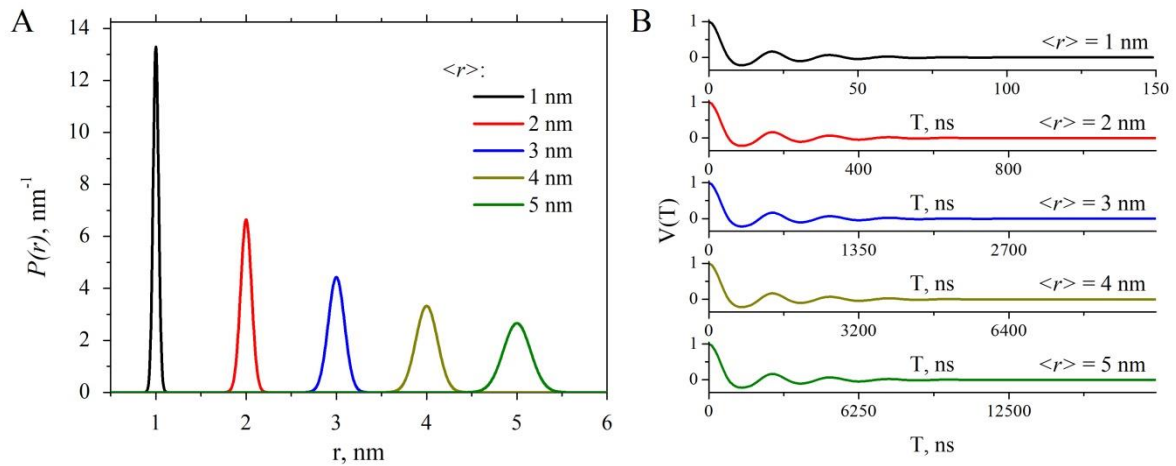 A
14
12
10
8
6
4
2
0
P(r), nm⁻¹
<r>:
1 nm
2 nm
3 nm
4 nm
5 nm
1 2 3 4 5 6
r, nm
B
V(T)
1
0
<r> = 1 nm
0 50 100 150
T, ns
1
0
<r> = 2 nm
0 400 800
T, ns
1
0
<r> = 3 nm
0 1350 2700
T, ns
1
0
<r> = 4 nm
0 3200 6400
1
0
<r> = 5 nm
0 6250 12500
T, ns